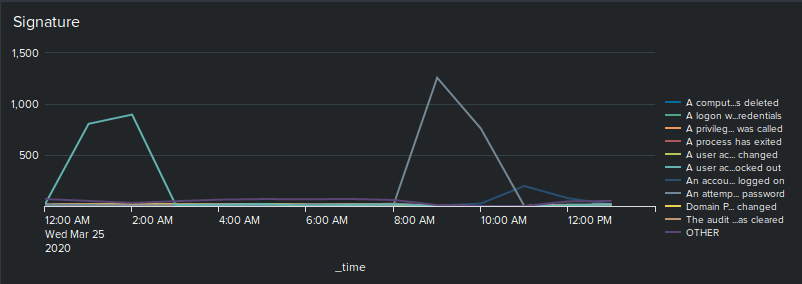 Signature
1,500
1,000
500
12:00 AM 2:00 AM 4:00 AM 6:00 AM 8:00 AM 10:00 AM 12:00 PM
Wed Mar 25
2020
_time
A comput...s deleted
A logon w...redentials
A privileg... was called
A process has exited
A user ac... changed
A user ac...ocked out
An accou... logged on
An attemp... password
Domain P... changed
The audit ...as cleared
OTHER